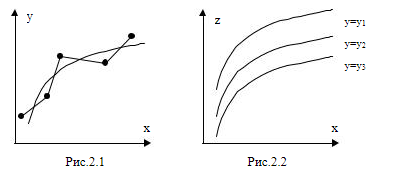 y
x
Рис.2.1
z
y=y₁
y=y₂
y=y₃
x
Рис.2.2